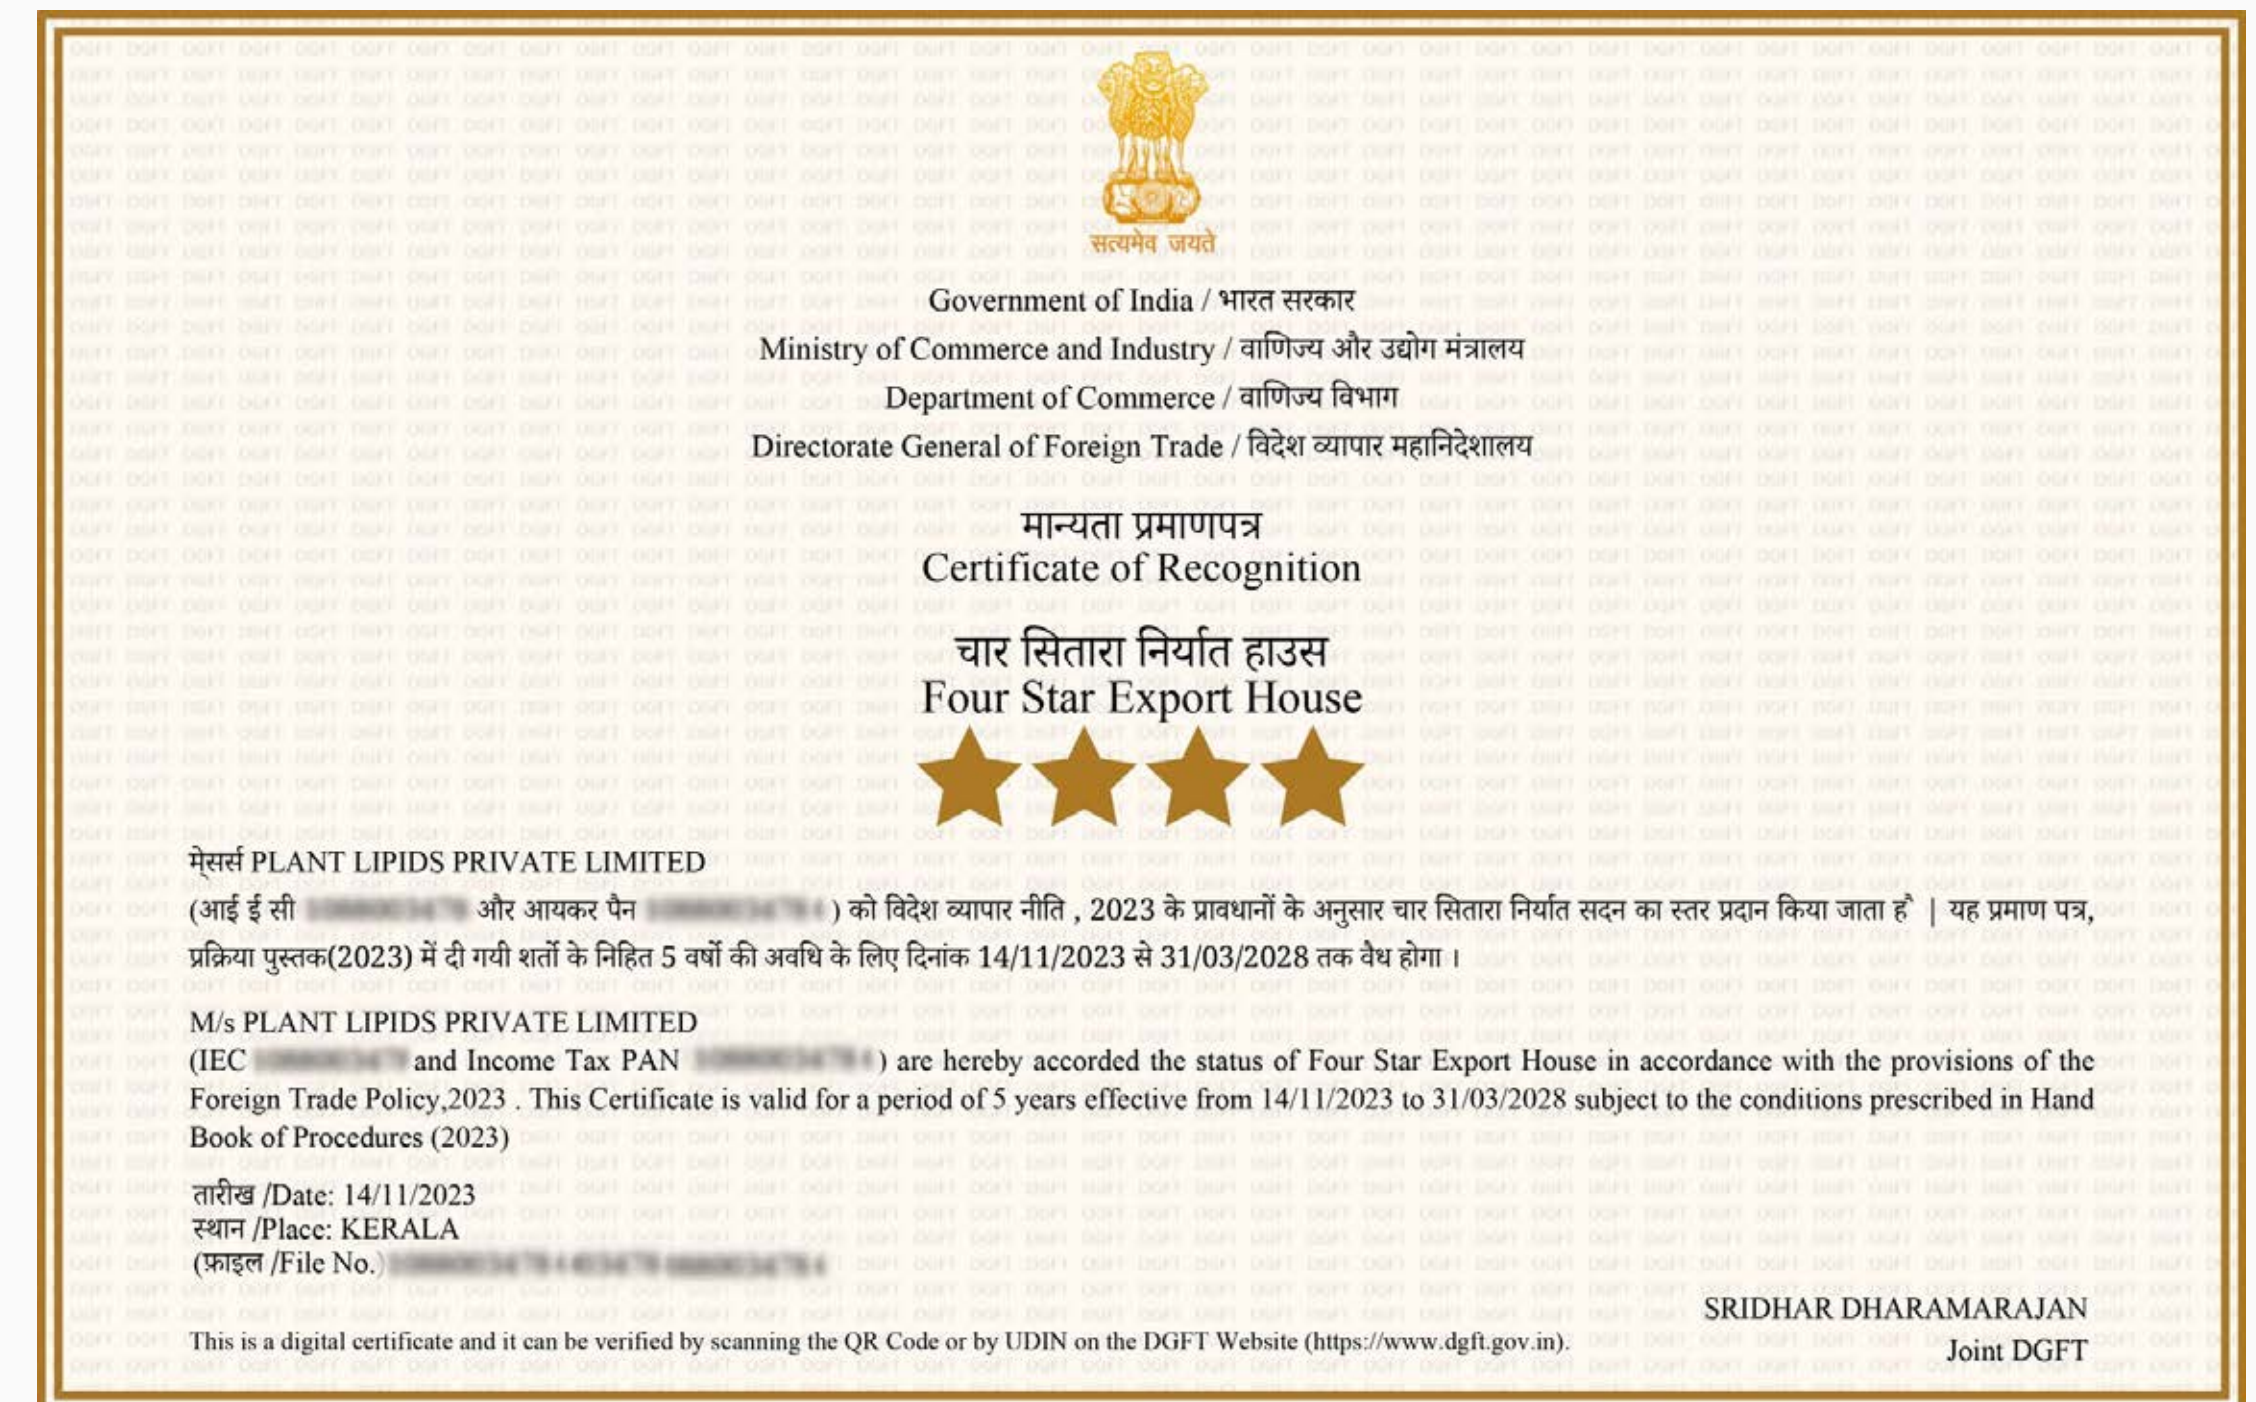 सत्यमेव जयते
Government of India / भारत सरकार
Ministry of Commerce and Industry / वाणिज्य और उद्योग मंत्रालय
Department of Commerce / वाणिज्य विभाग
Directorate General of Foreign Trade / विदेश व्यापार महानिदेशालय
मान्यता प्रमाणपत्र
Certificate of Recognition
चार सितारा निर्यात हाउस
Four Star Export House
मे्सर्स PLANT LIPIDS PRIVATE LIMITED
(आई ई सी और आयकर पैन ) को विदेश व्यापार नीति , 2023 के प्रावधानों के अनुसार चार सितारा निर्यात सदन का स्तर प्रदान किया जाता है | यह प्रमाण पत्र,
प्रक्रिया पुस्तक(2023) में दी गयी शर्तो के निहित 5 वर्षो की अवधि के लिए दिनांक 14/11/2023 से 31/03/2028 तक वैध होगा ।
M/s PLANT LIPIDS PRIVATE LIMITED
(IEC and Income Tax PAN ) are hereby accorded the status of Four Star Export House in accordance with the provisions of the
Foreign Trade Policy,2023 . This Certificate is valid for a period of 5 years effective from 14/11/2023 to 31/03/2028 subject to the conditions prescribed in Hand
Book of Procedures (2023)
तारीख /Date: 14/11/2023
स्थान /Place: KERALA
(फ़ाइल /File No.)
SRIDHAR DHARAMARAJAN
This is a digital certificate and it can be verified by scanning the QR Code or by UDIN on the DGFT Website (https://www.dgft.gov.in).
Joint DGFT